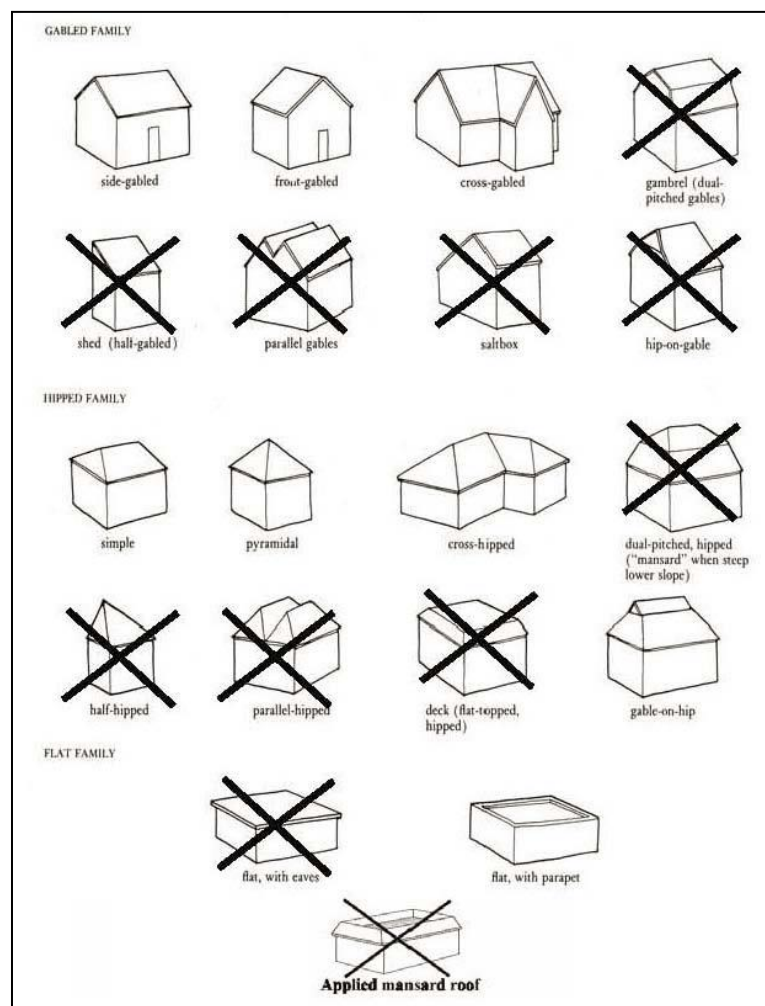 GABLED FAMILY
side-gabled
front-gabled
cross-gabled
gambrel (dual-
pitched gables)
shed (half-gabled)
parallel gables
saltbox
hip-on-gable
HIPPED FAMILY
simple
pyramidal
cross-hipped
dual-pitched, hipped
("mansard" when steep
lower slope)
half-hipped
parallel-hipped
deck (flat-topped,
hipped)
gable-on-hip
FLAT FAMILY
flat, with eaves
flat, with parapet
Applied mansard roof